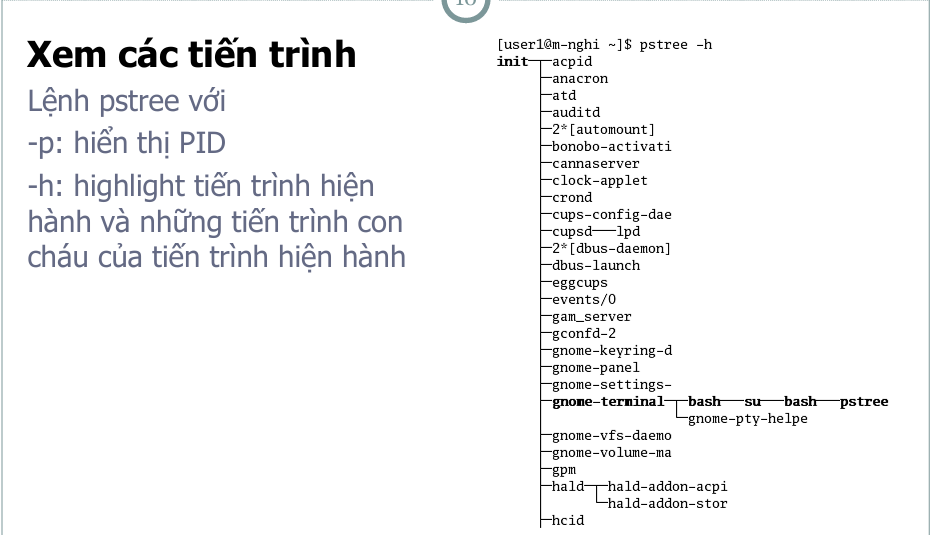 Xem các tiến trình
Lệnh pstree với
-p: hiển thị PID
-h: highlight tiến trình hiện
hành và những tiến trình con
cháu của tiến trình hiện hành
[user1@m-nghi ~]$ pstree -h
init acpid
anacron
atd
auditd
2*[automount]
bonobo-activati
cannaserver
clock-applet
crond
cups-config-dae
cupsd lpd
2*[dbus-daemon]
dbus-launch
eggcups
events/0
gam_server
gconfd-2
gnome-keyring-d
gnome-panel
gnome-settings-
gnome-terminal bash su bash pstree
gnome-pty-helpe
gnome-vfs-daemo
gnome-volume-ma
gpm
hald hald-addon-acpi
hald-addon-stor
hcid